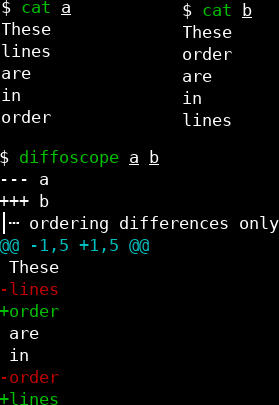 $ cat a
These
lines
are
in
order
$ cat b
These
order
are
in
lines
$ diffoscope a b
--- a
+++ b
│┄ ordering differences only
@@ -1,5 +1,5 @@
 These
-lines
+order
 are
 in
-order
+lines